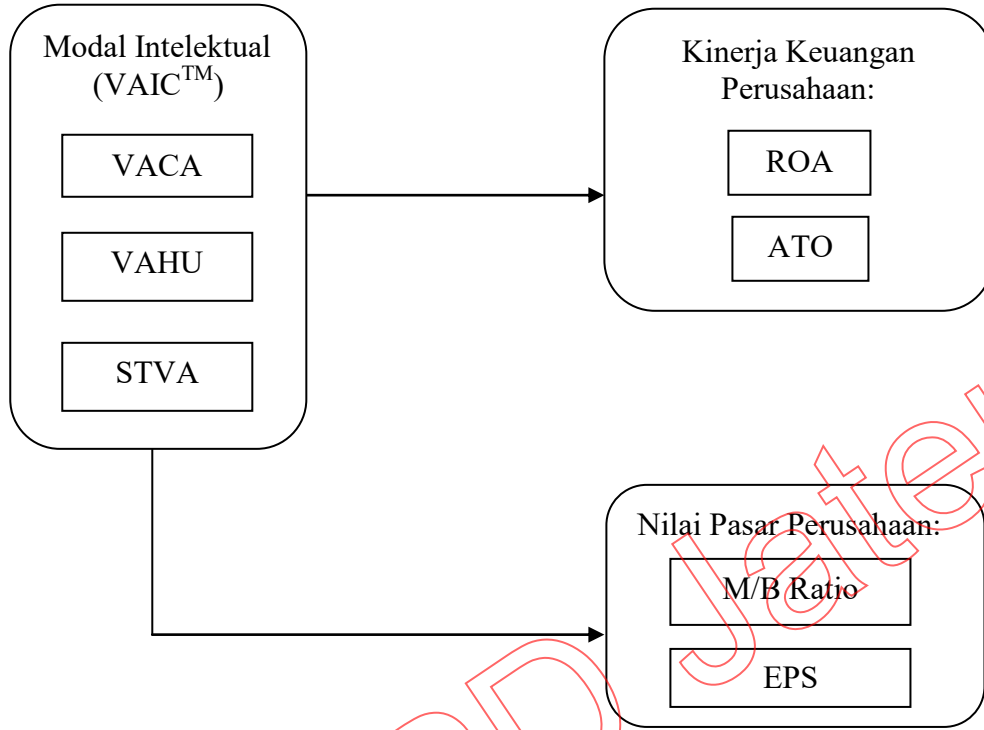 Modal Intelektual
(VAIC™)
VACA
VAHU
STVA
Kinerja Keuangan
Perusahaan:
ROA
ATO
Nilai Pasar Perusahaan:
M/B Ratio
EPS